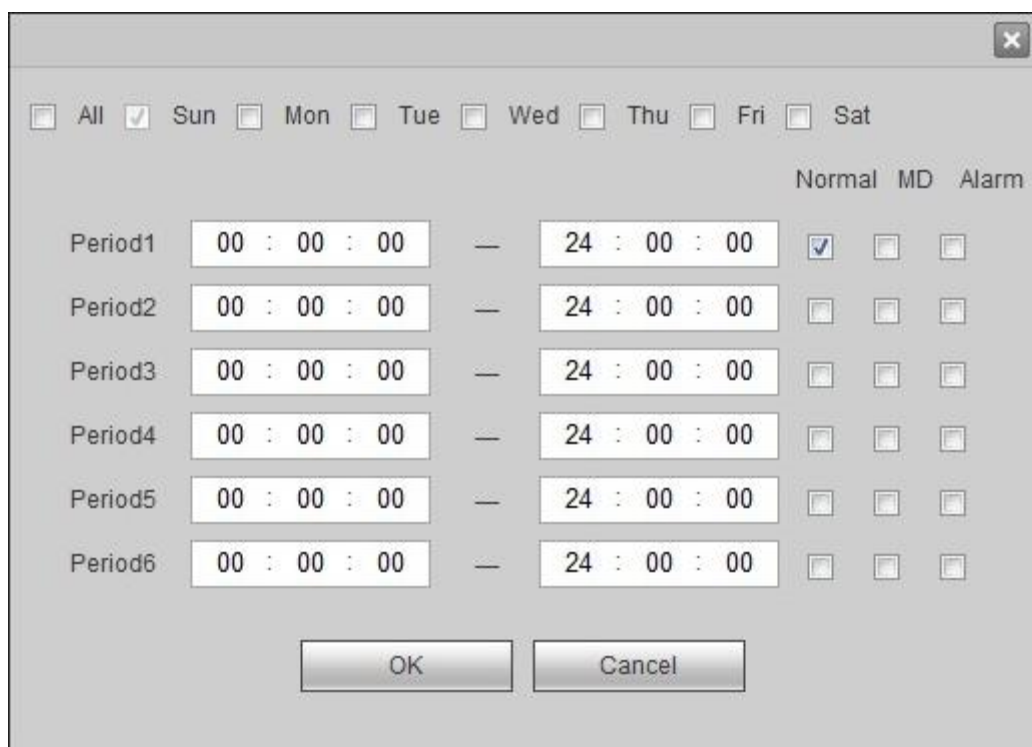 All Sun Mon Tue Wed Thu Fri Sat
Normal MD Alarm
Period1 00 : 00 : 00 — 24 : 00 : 00
Period2 00 : 00 : 00 — 24 : 00 : 00
Period3 00 : 00 : 00 — 24 : 00 : 00
Period4 00 : 00 : 00 — 24 : 00 : 00
Period5 00 : 00 : 00 — 24 : 00 : 00
Period6 00 : 00 : 00 — 24 : 00 : 00
OK Cancel